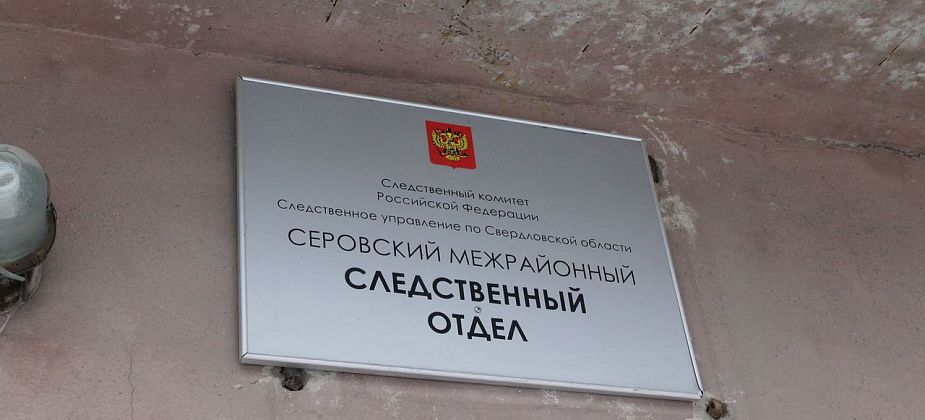 Следственный комитет
Российской Федерации
Следственное управление по Свердловской области
СЕРОВСКИЙ МЕЖРАЙОННЫЙ
СЛЕДСТВЕННЫЙ
ОТДЕЛ